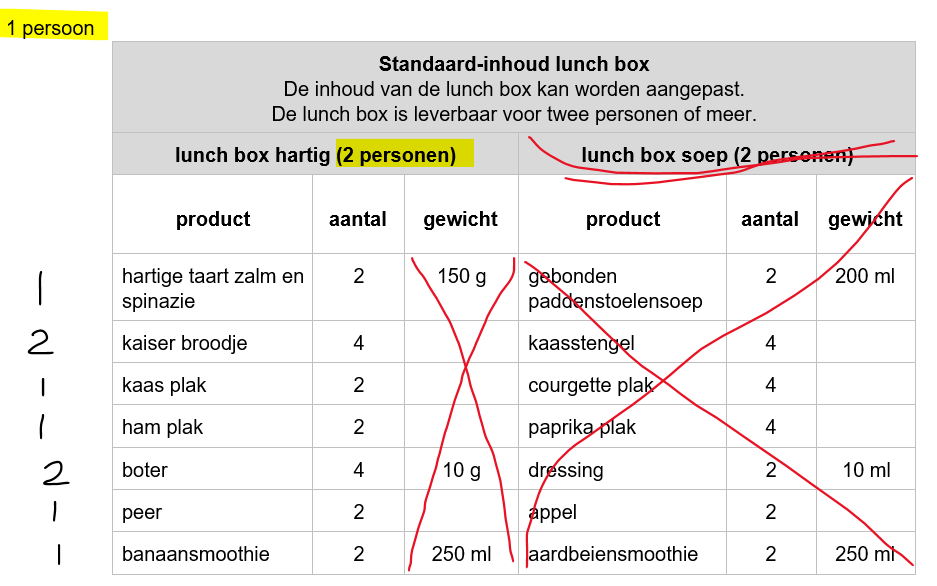 1 persoon
Standaard-inhoud lunch box
De inhoud van de lunch box kan worden aangepast.
De lunch box is leverbaar voor twee personen of meer.
lunch box hartig (2 personen) lunch box soep (2 personen)
product aantal gewicht product aantal gewicht
1 hartige taart zalm en 2 150 g gebonden 2 200 ml
spinazie paddenstoelensoep
2 kaiser broodje 4 kaasstengel 4
1 kaas plak 2 courgette plak 4
1 ham plak 2 paprika plak 4
2 boter 4 10 g dressing 2 10 ml
1 peer 2 appel 2
1 banaansmoothie 2 250 ml aardbeiensmoothie 2 250 ml